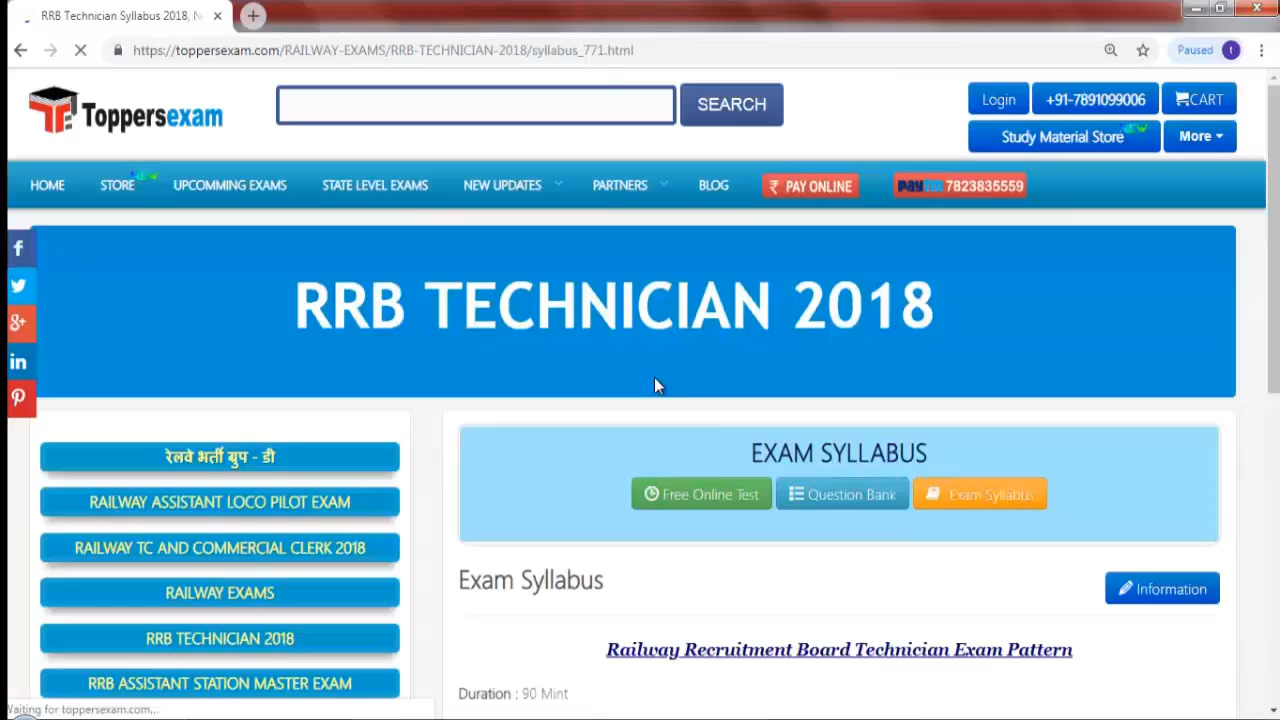 RRB Technician Syllabus 2018, N
https://toppersexam.com/RAILWAY-EXAMS/RRB-TECHNICIAN-2018/syllabus_771.html
Paused
t
Toppersexam
SEARCH
Login
+91-7891099006
CART
Study Material Store NEW
More
HOME
STORE NEW
UPCOMMING EXAMS
STATE LEVEL EXAMS
NEW UPDATES
PARTNERS
BLOG
₹ PAY ONLINE
paytm 7823835559
RRB TECHNICIAN 2018
रेलवे भर्ती ग्रुप - डी
RAILWAY ASSISTANT LOCO PILOT EXAM
RAILWAY TC AND COMMERCIAL CLERK 2018
RAILWAY EXAMS
RRB TECHNICIAN 2018
RRB ASSISTANT STATION MASTER EXAM
EXAM SYLLABUS
Free Online Test
Question Bank
Exam Syllabus
Exam Syllabus
Information
Railway Recruitment Board Technician Exam Pattern
Duration : 90 Mint
Waiting for toppersexam.com...